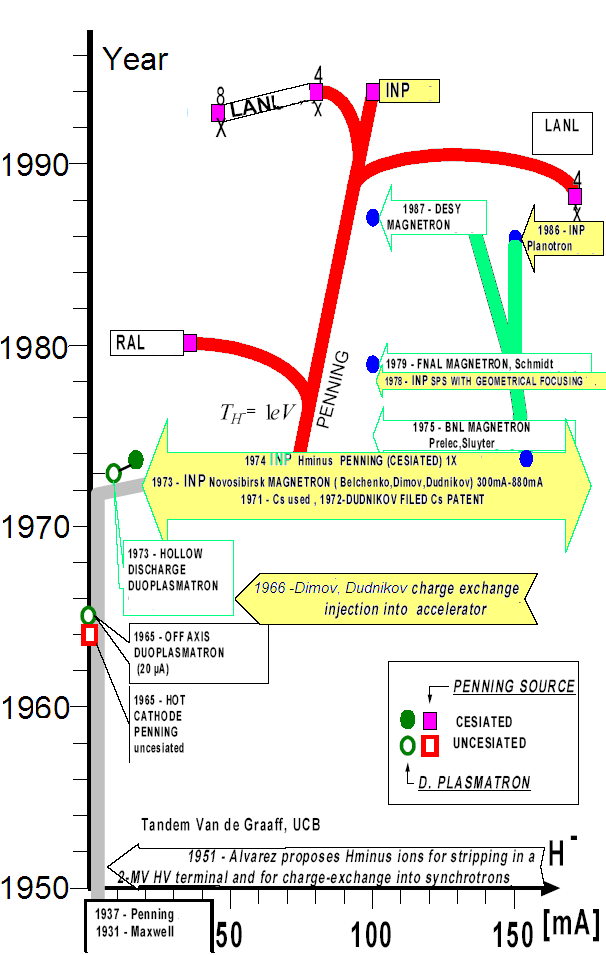 Year
8
X
LANL
4
X
INP
LANL
4
X
1990
1987 - DESY
MAGNETRON
1986 - INP
Planotron
1980
RAL
PENNING
1979 - FNAL MAGNETRON, Schmidt
1978 - INP SPS WITH GEOMETRICAL FOCUSING
T_H = 1eV
1975 - BNL MAGNETRON
Prelec,Sluyter
1974 INP Hminus PENNING (CESIATED) 1X
1973 - INP Novosibirsk MAGNETRON ( Belchenko,Dimov,Dudnikov) 300mA-880mA
1971 - Cs used , 1972-DUDNIKOV FILED Cs PATENT
1970
1973 - HOLLOW
DISCHARGE
DUOPLASMATRON
1966 -Dimov, Dudnikov charge exchange
injection into accelerator
1965 - OFF AXIS
DUOPLASMATRON
(20 µA)
1965 - HOT
CATHODE
PENNING
uncesiated
1960
PENNING SOURCE
CESIATED
UNCESIATED
D. PLASMATRON
Tandem Van de Graaff, UCB
1951 - Alvarez proposes Hminus ions for stripping in a
2-MV HV terminal and for charge-exchange into synchrotrons
H-
1950
1937 - Penning
1931 - Maxwell
50
100
150
[mA]